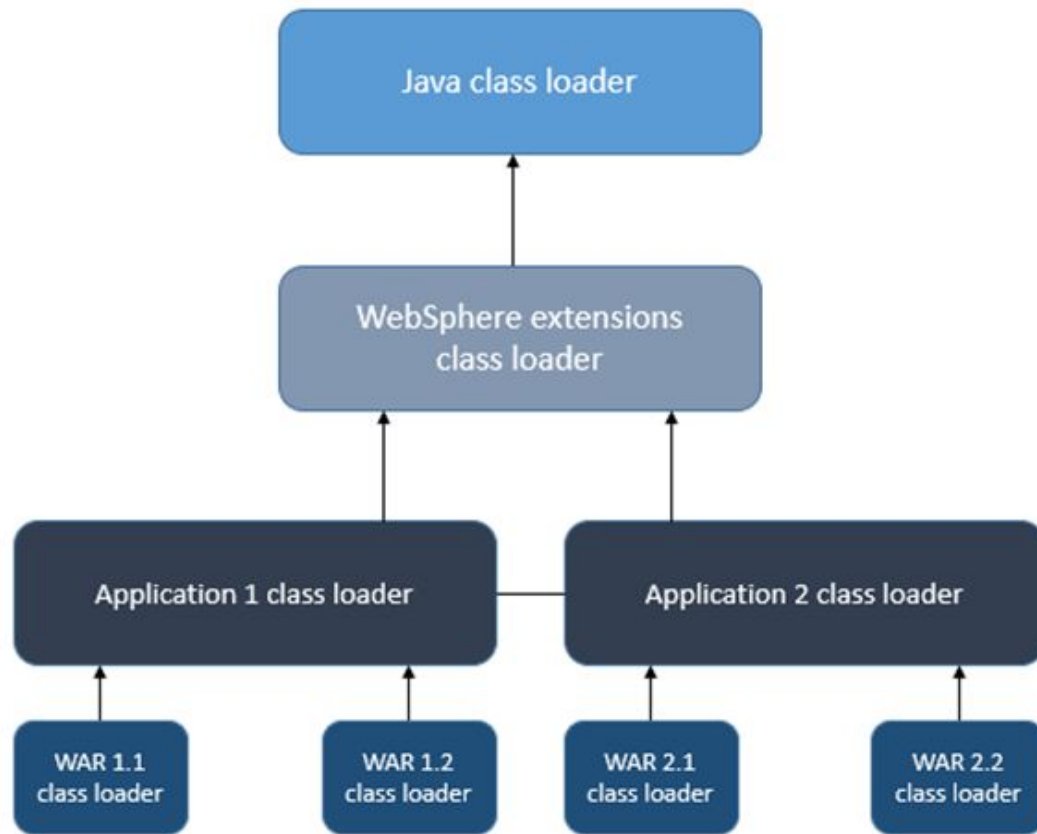 Java class loader
WebSphere extensions
class loader
Application 1 class loader
Application 2 class loader
WAR 1.1
class loader
WAR 1.2
class loader
WAR 2.1
class loader
WAR 2.2
class loader